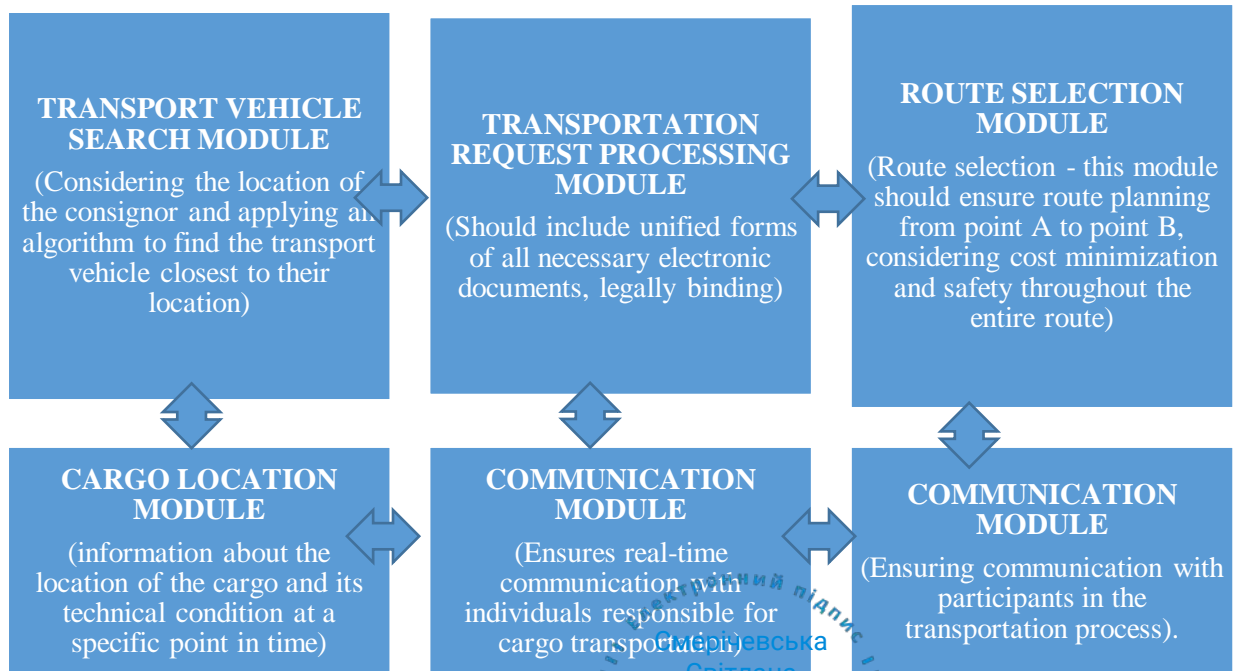 TRANSPORT VEHICLE
SEARCH MODULE
(Considering the location of
the consignor and applying an
algorithm to find the transport
vehicle closest to their
location)
TRANSPORTATION
REQUEST PROCESSING
MODULE
(Should include unified forms
of all necessary electronic
documents, legally binding)
ROUTE SELECTION
MODULE
(Route selection - this module
should ensure route planning
from point A to point B,
considering cost minimization
and safety throughout the
entire route)
CARGO LOCATION
MODULE
(information about the
location of the cargo and its
technical condition at a
specific point in time)
COMMUNICATION
MODULE
(Ensures real-time
communication with
individuals responsible for
cargo transportation)
COMMUNICATION
MODULE
(Ensuring communication with
participants in the
transportation process).
підпис
Смерічевська
Світлана